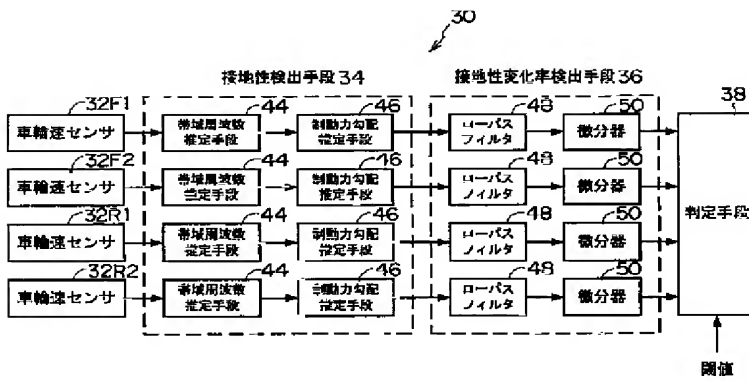 30
接地性検出手段34
接地性変化率検出手段36
38
32F1
車輪速センサ
44
帯域周波数
推定手段
46
制動力勾配
推定手段
48
ローパス
フィルタ
50
微分器
32F2
車輪速センサ
44
帯域周波数
推定手段
46
制動力勾配
推定手段
48
ローパス
フィルタ
50
微分器
判定手段
32R1
車輪速センサ
44
帯域周波数
推定手段
46
制動力勾配
推定手段
48
ローパス
フィルタ
50
微分器
32R2
車輪速センサ
44
帯域周波数
推定手段
46
制動力勾配
推定手段
48
ローパス
フィルタ
50
微分器
閾値